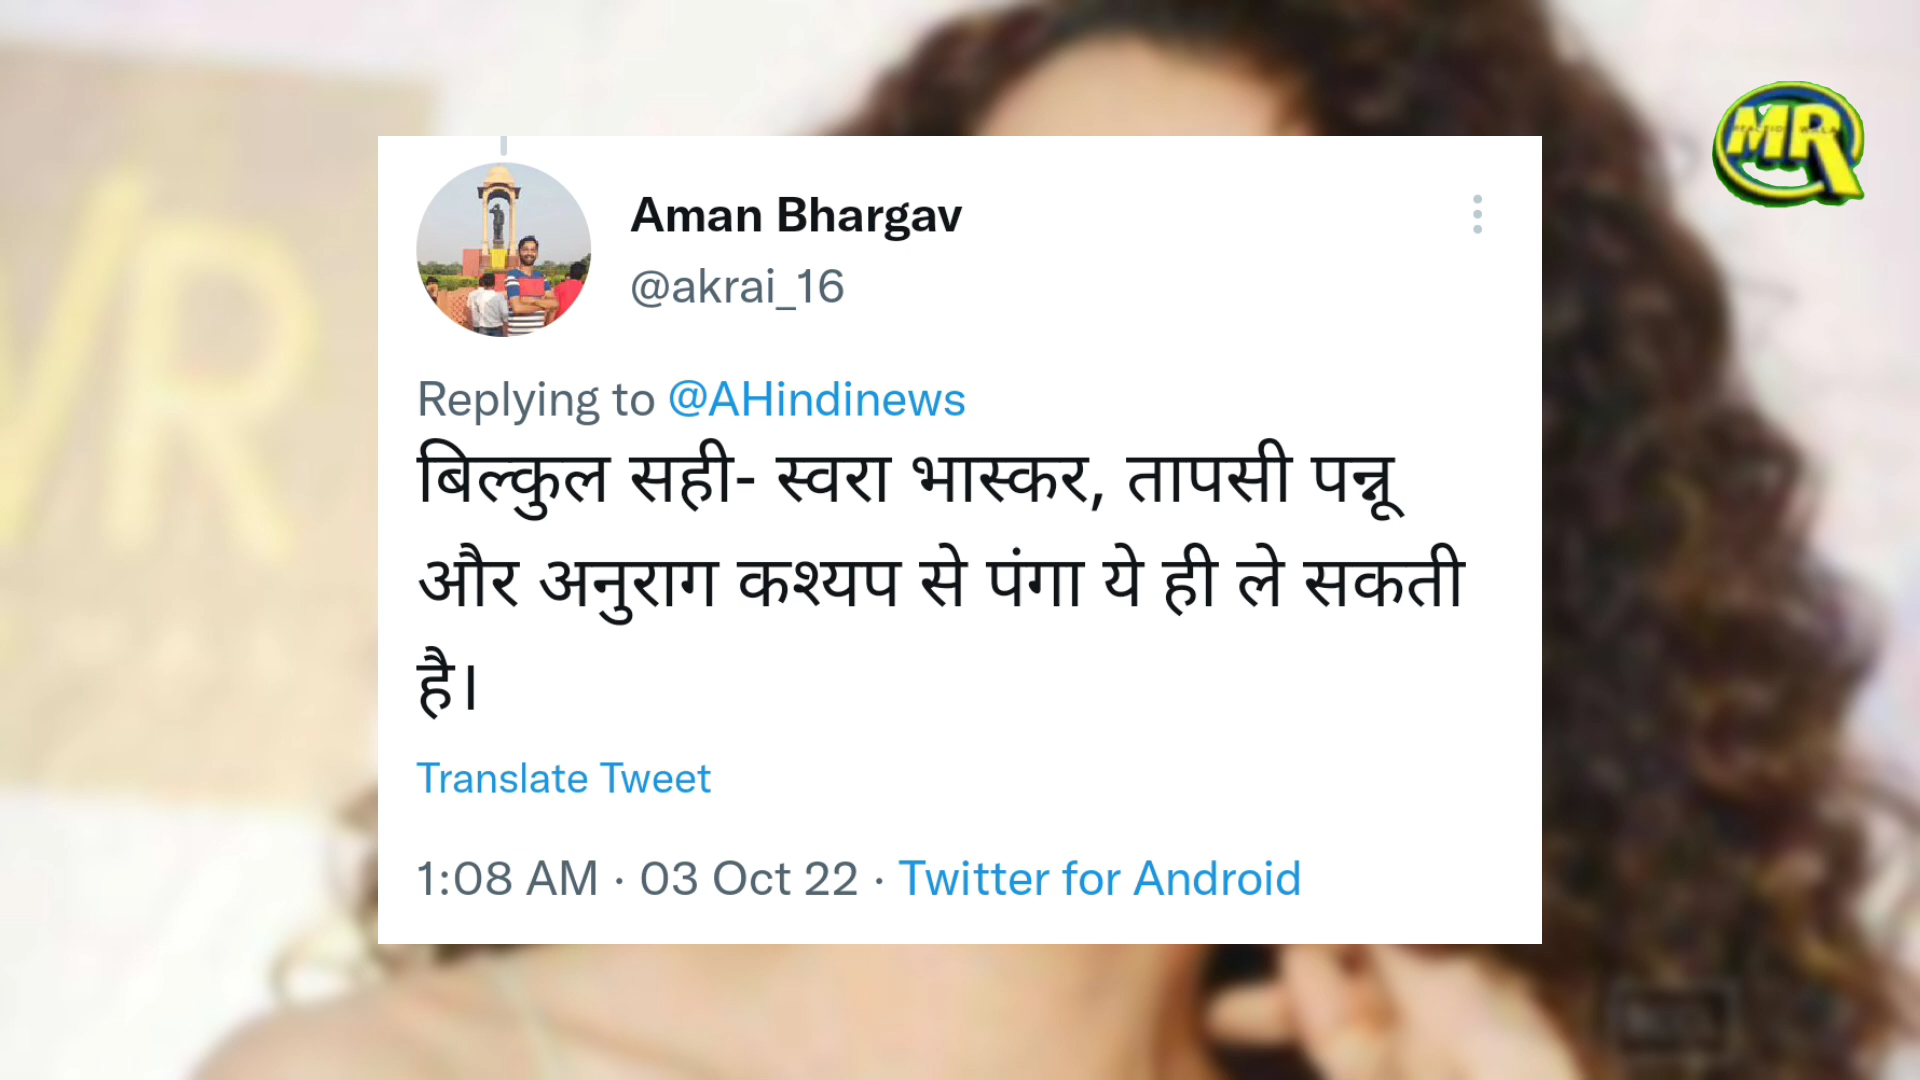 MR
Aman Bhargav
@akrai_16
Replying to @AHindinews
बिल्कुल सही- स्वरा भास्कर, तापसी पन्नू
और अनुराग कश्यप से पंगा ये ही ले सकती
है।
Translate Tweet
1:08 AM · 03 Oct 22 · Twitter for Android